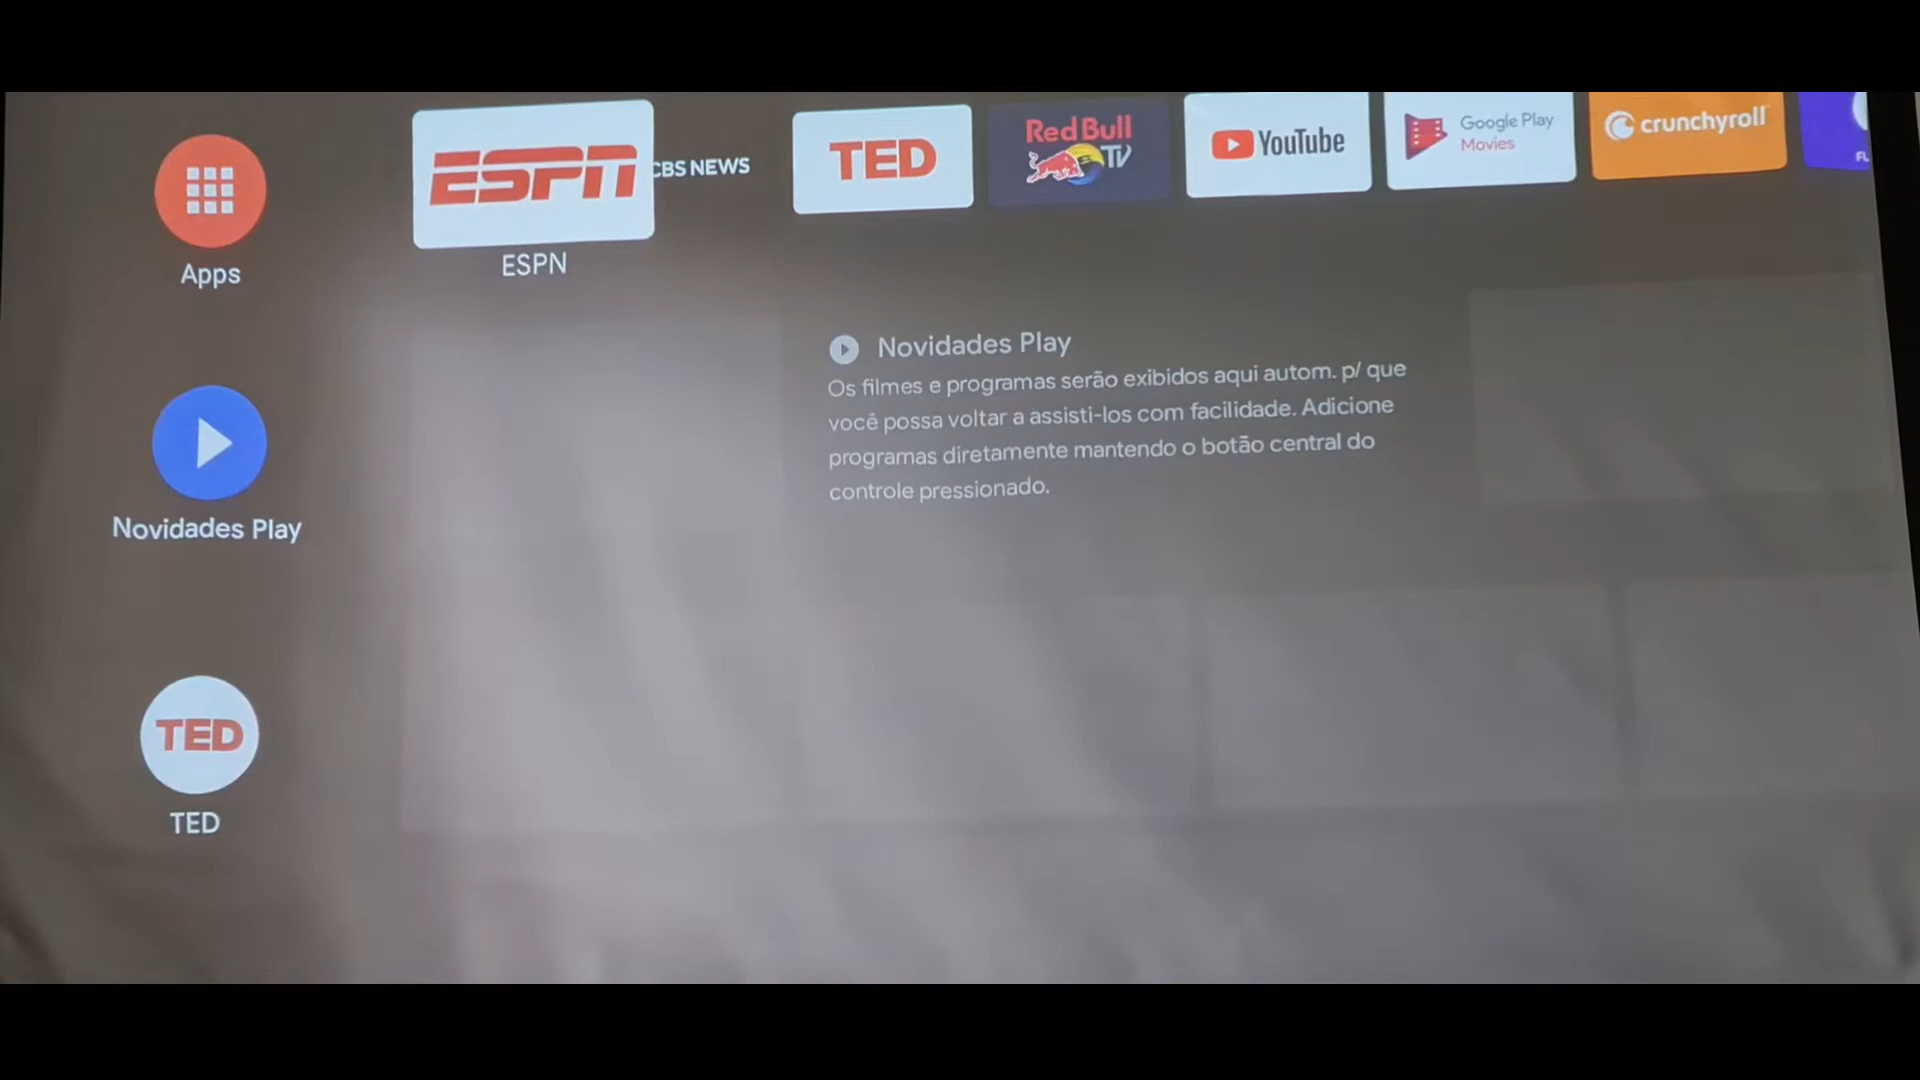 ESPN
CBS NEWS
TED
Red Bull
TV
YouTube
Google Play
Movies
crunchyroll
FL
Apps
ESPN
Novidades Play
Os filmes e programas serão exibidos aqui autom. p/ que
você possa voltar a assisti-los com facilidade. Adicione
programas diretamente mantendo o botão central do
controle pressionado.
Novidades Play
TED
TED